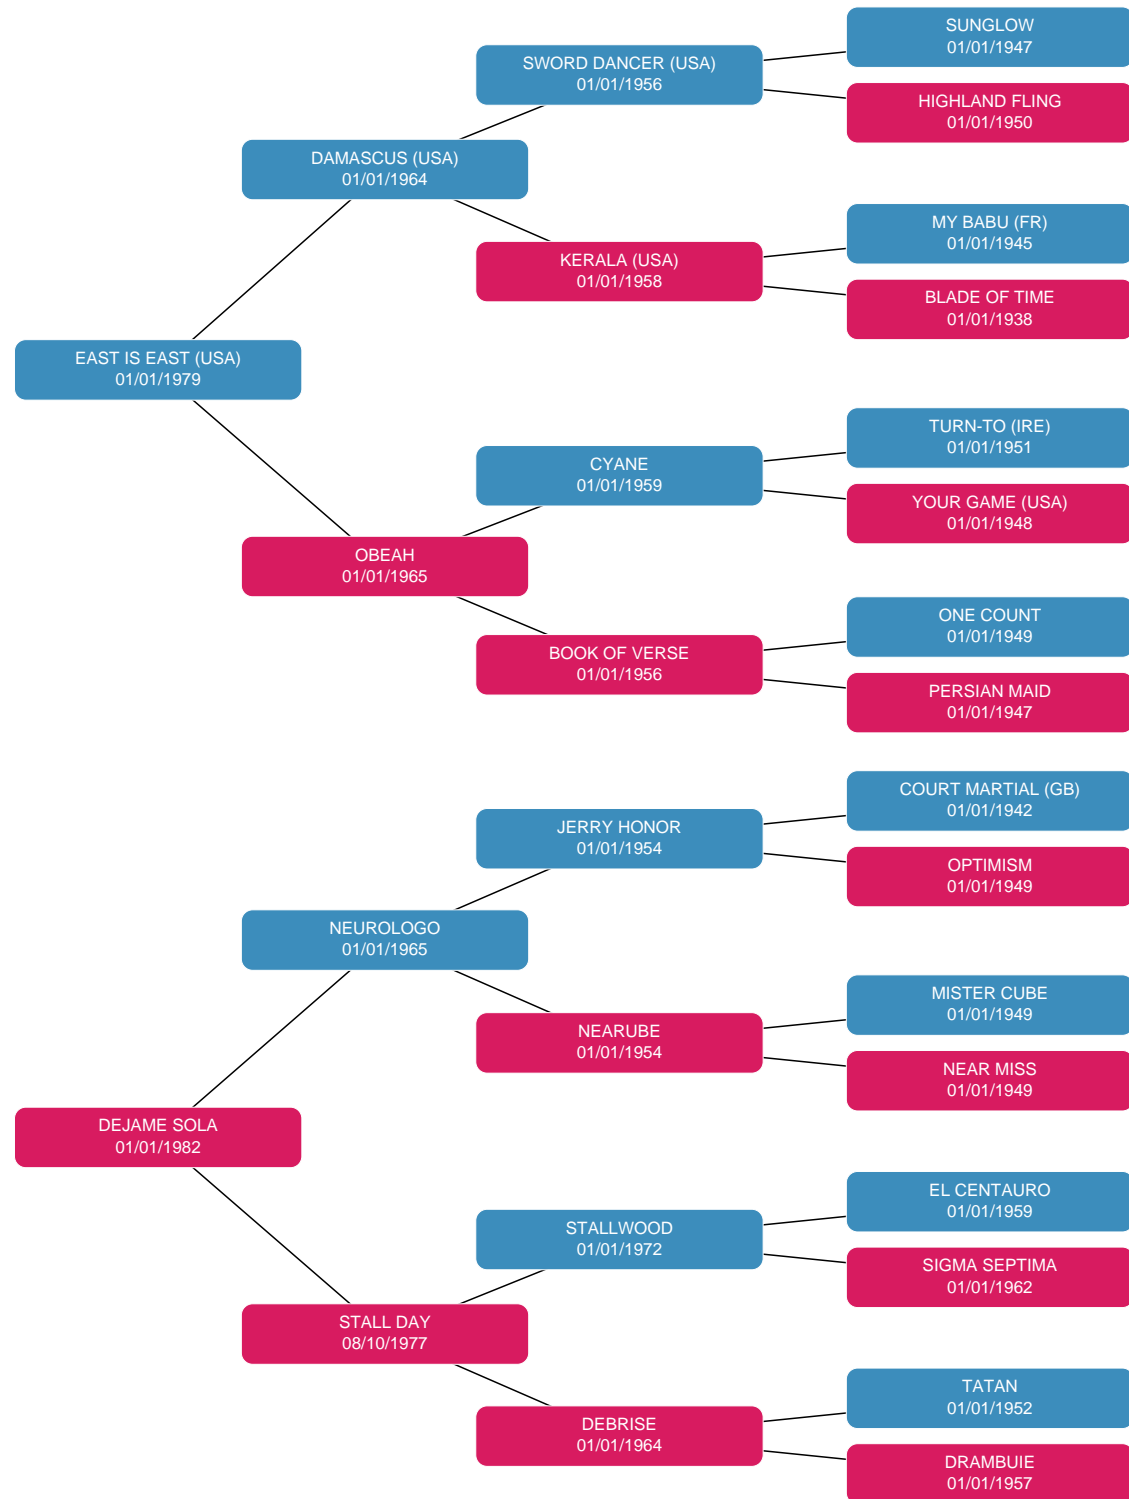 SUNGLOW
01/01/1947
SWORD DANCER (USA)
01/01/1956
HIGHLAND FLING
01/01/1950
DAMASCUS (USA)
01/01/1964
MY BABU (FR)
01/01/1945
KERALA (USA)
01/01/1958
BLADE OF TIME
01/01/1938
EAST IS EAST (USA)
01/01/1979
TURN-TO (IRE)
01/01/1951
CYANE
01/01/1959
YOUR GAME (USA)
01/01/1948
OBEAH
01/01/1965
ONE COUNT
01/01/1949
BOOK OF VERSE
01/01/1956
PERSIAN MAID
01/01/1947
COURT MARTIAL (GB)
01/01/1942
JERRY HONOR
01/01/1954
OPTIMISM
01/01/1949
NEUROLOGO
01/01/1965
MISTER CUBE
01/01/1949
NEARUBE
01/01/1954
NEAR MISS
01/01/1949
DEJAME SOLA
01/01/1982
EL CENTAURO
01/01/1959
STALLWOOD
01/01/1972
SIGMA SEPTIMA
01/01/1962
STALL DAY
08/10/1977
TATAN
01/01/1952
DEBRISE
01/01/1964
DRAMBUIE
01/01/1957